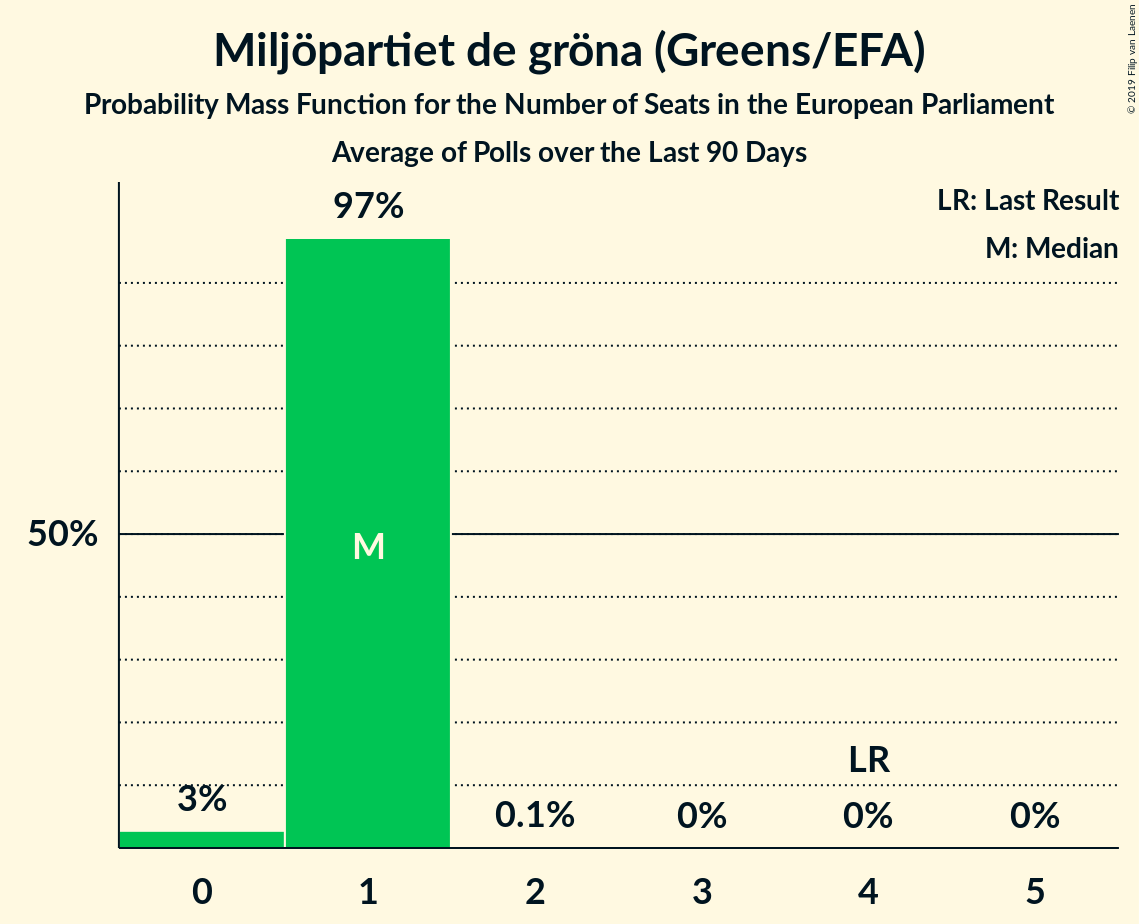 Miljöpartiet de gröna (Greens/EFA)
Probability Mass Function for the Number of Seats in the European Parliament
Average of Polls over the Last 90 Days
© 2019 Filip van Laenen
LR: Last Result
M: Median
97%
50%
M
LR
3%
0.1%
0%
0%
0%
0 1 2 3 4 5